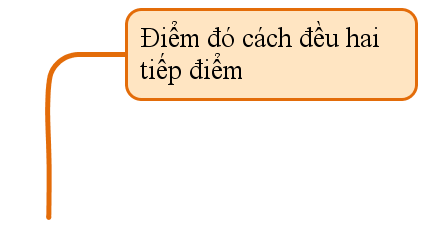 Điểm đó cách đều hai
tiếp điểm